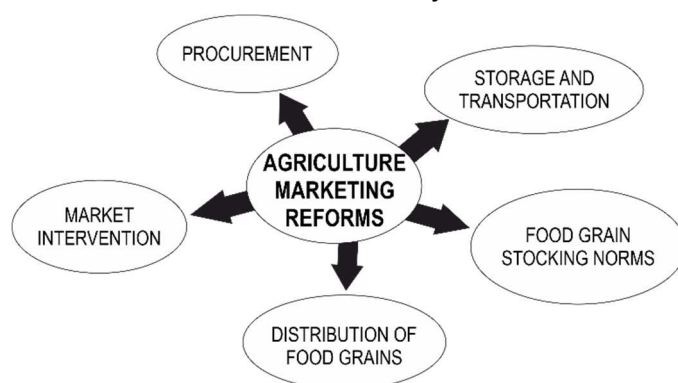 PROCUREMENT
STORAGE AND
TRANSPORTATION
AGRICULTURE
MARKETING
REFORMS
MARKET
INTERVENTION
FOOD GRAIN
STOCKING NORMS
DISTRIBUTION OF
FOOD GRAINS